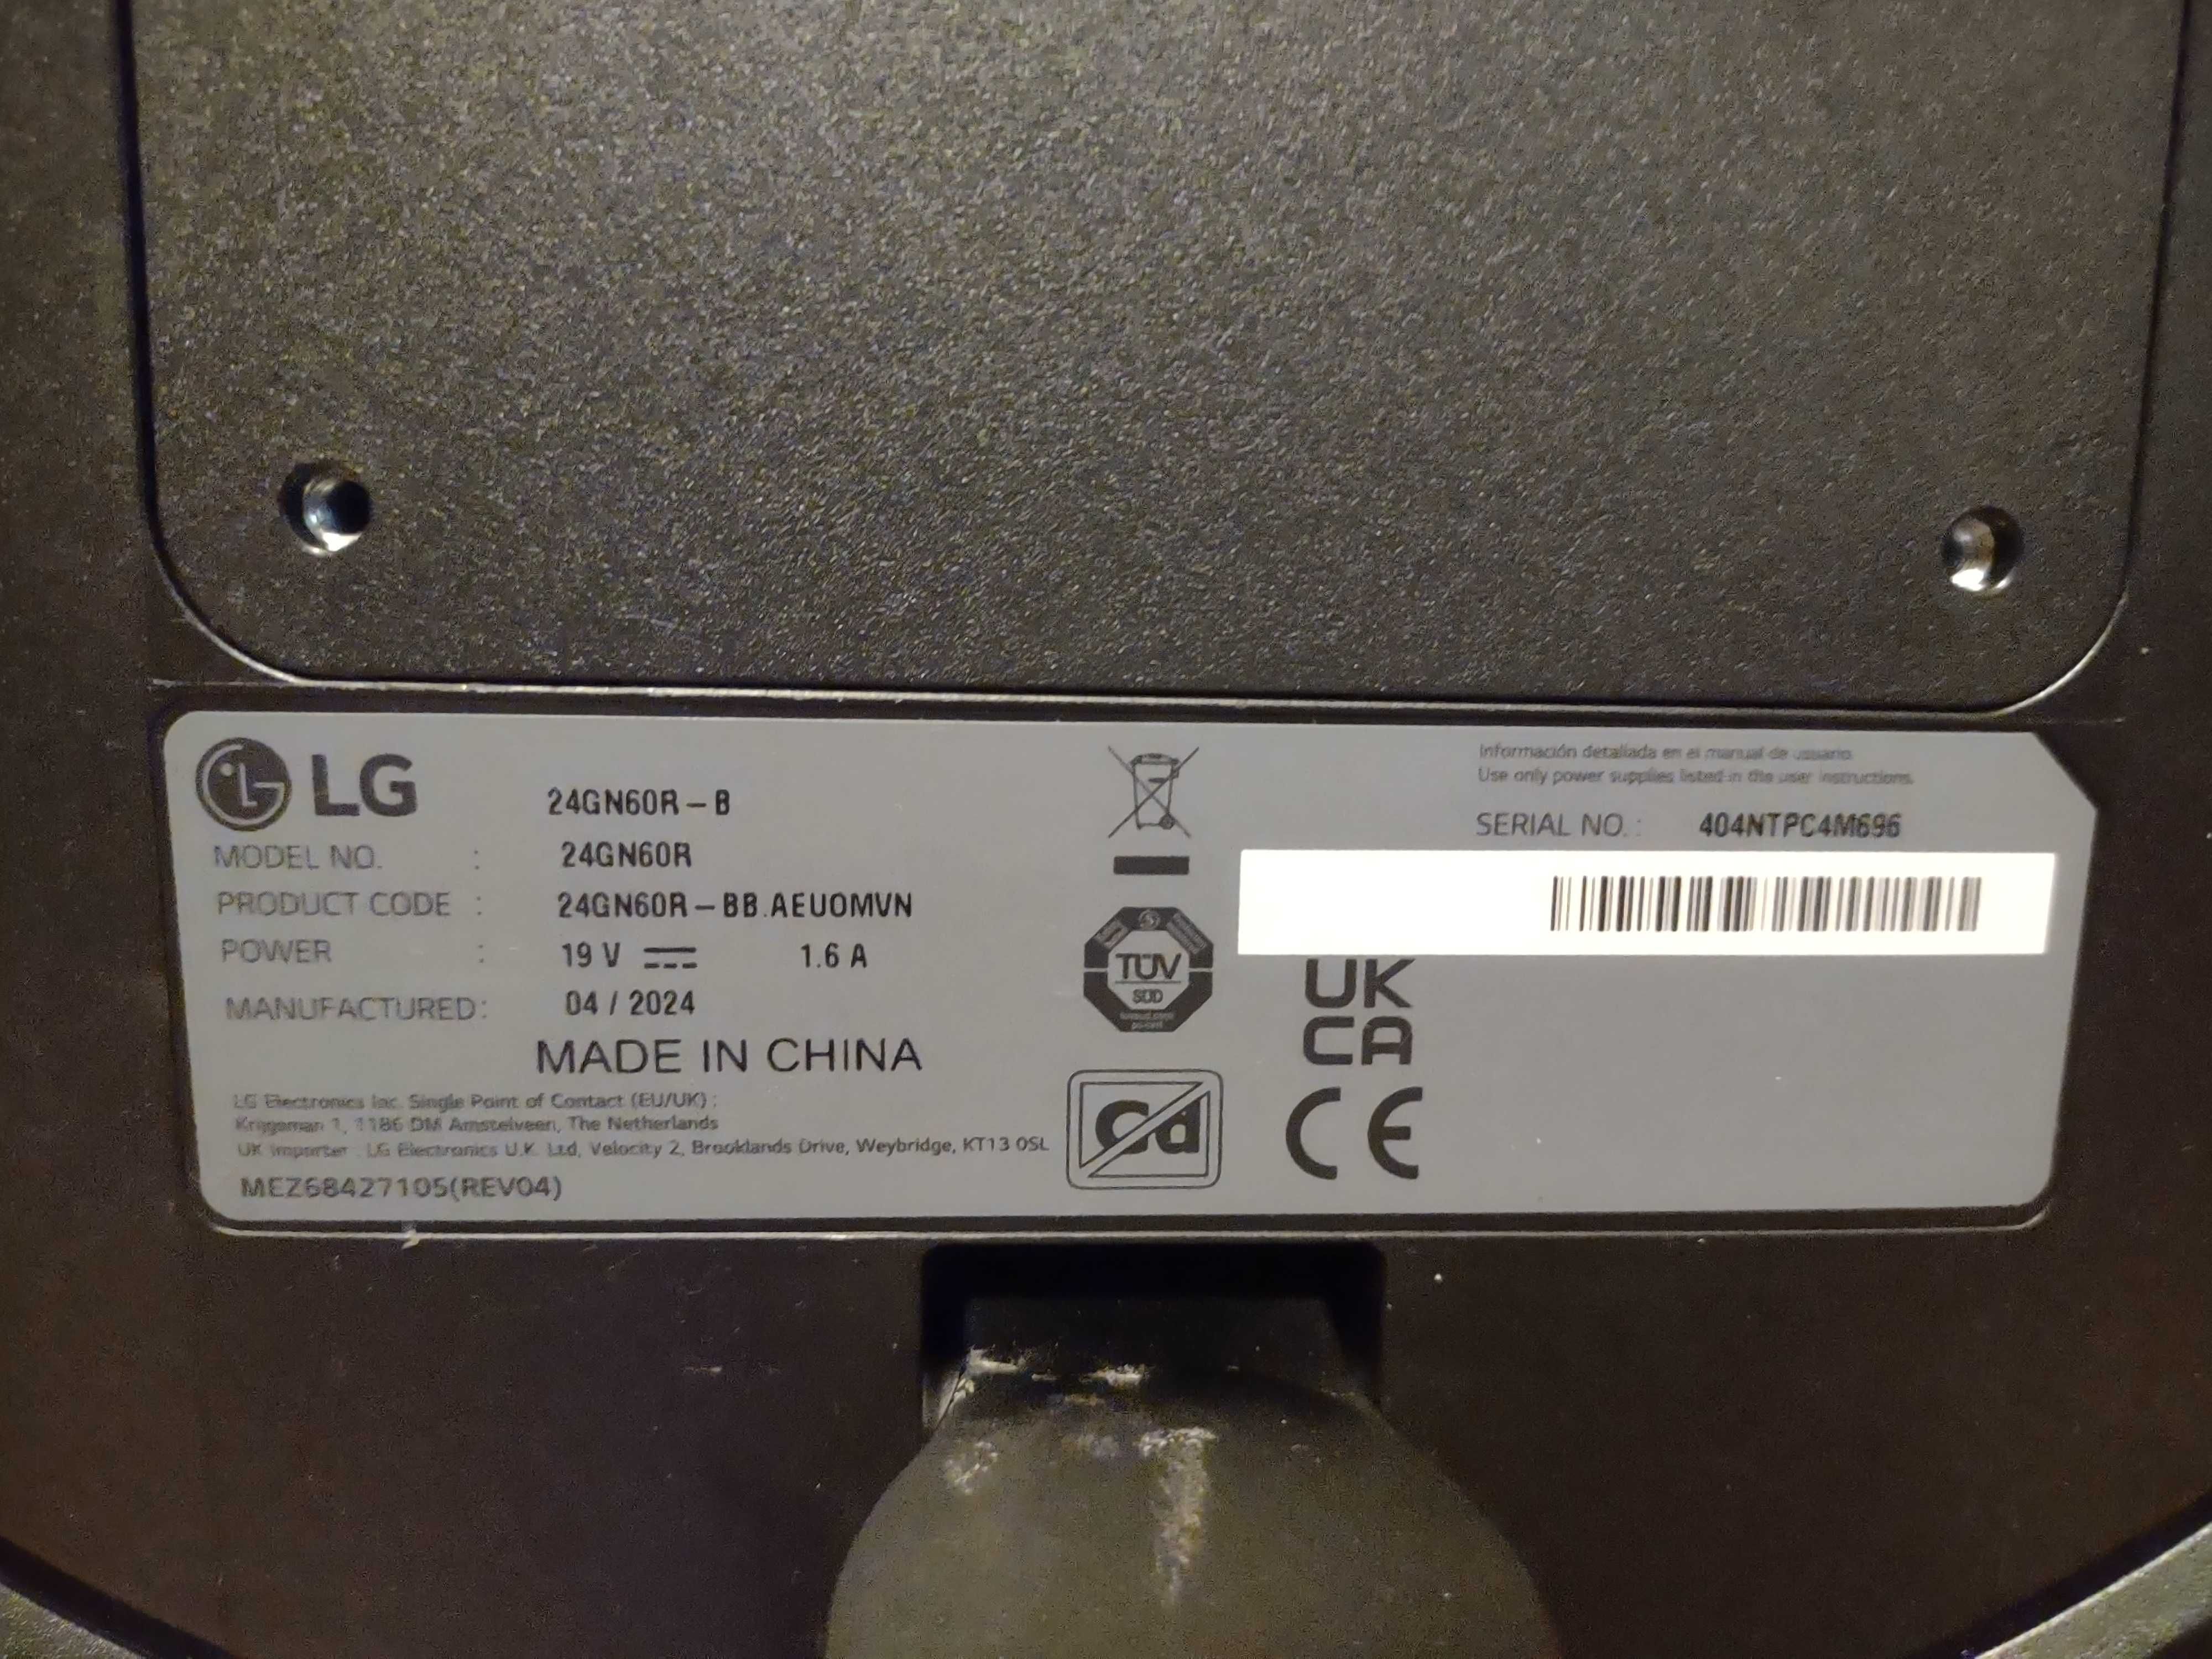 LG
24GN60R-B
MODEL NO. : 24GN60R
PRODUCT CODE : 24GN60R-BB.AEUOMVN
POWER : 19 V 1.6 A
MANUFACTURED: 04 / 2024
MADE IN CHINA
LG Electronics Inc. Single Point of Contact (EU/UK) :
Krijgsman 1, 1186 DM Amstelveen, The Netherlands
UK Importer : LG Electronics U.K. Ltd, Velocity 2, Brooklands Drive, Weybridge, KT13 0SL
MEZ68427105(REV04)
TÜV
SÜD
Cd
Información detallada en el manual de usuario.
Use only power supplies listed in the user instructions.
SERIAL NO. : 404NTPC4M696
UK
CA
CE